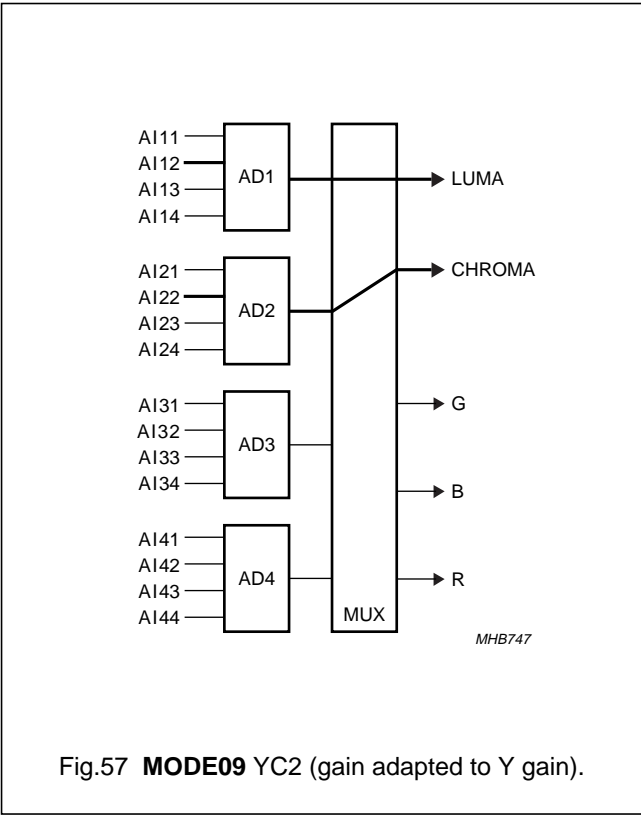 AI11
AI12
AI13
AI14
AD1
LUMA
AI21
AI22
AI23
AI24
AD2
CHROMA
AI31
AI32
AI33
AI34
AD3
G
B
AI41
AI42
AI43
AI44
AD4
R
MUX
MHB747
Fig.57 MODE09 YC2 (gain adapted to Y gain).